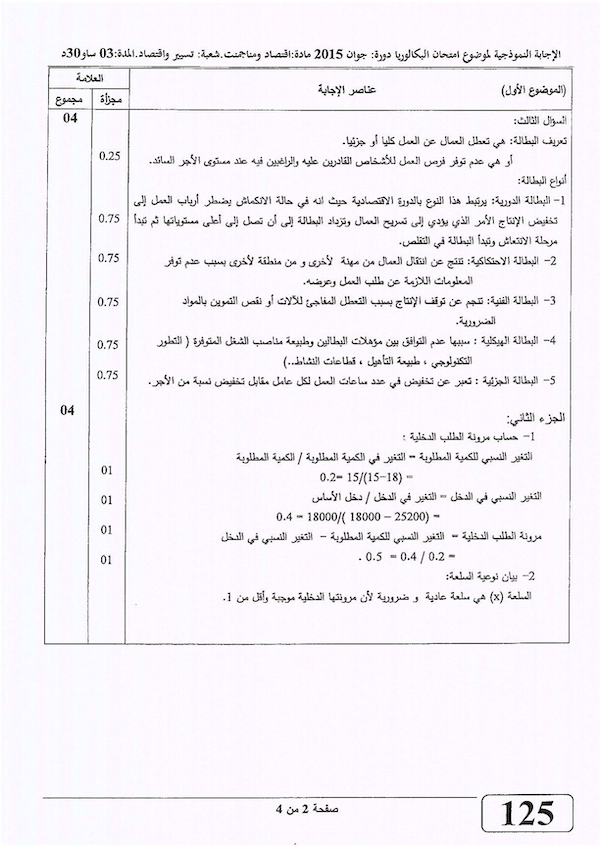 الإجابة النموذجية لموضوع امتحان البكالوريا دورة: جوان 2015 مادة:اقتصاد ومناجمنت.شعبة: تسيير واقتصاد.المدة:03 ساو30د
العلامة
(الموضوع الأول) عناصر الإجابة مجزأة مجموع
04
السؤال الثالث:
تعريف البطالة: هي تعطل العمال عن العمل كليا أو جزئيا.
أو هي عدم توفر فرص العمل للأشخاص القادرين عليه والراغبين فيه عند مستوى الأجر السائد. 0.25
أنواع البطالة:
1- البطالة الدورية: يرتبط هذا النوع بالدورة الاقتصادية حيث انه في حالة الانكماش يضطر أرباب العمل إلى
تخفيض الإنتاج الأمر الذي يؤدي إلى تسريح العمال وتزداد البطالة إلى أن تصل إلى أعلى مستوياتها ثم تبدأ 0.75
مرحلة الانتعاش وتبدأ البطالة في التقلص.
2- البطالة الاحتكاكية: تنتج عن انتقال العمال من مهنة لأخرى و من منطقة لأخرى بسبب عدم توفر 0.75
المعلومات اللازمة عن طلب العمل وعرضه.
3- البطالة الفنية: تنجم عن توقف الإنتاج بسبب التعطل المفاجئ للآلات أو نقص التموين بالمواد 0.75
الضرورية.
4- البطالة الهيكلية : سببها عدم التوافق بين مؤهلات البطالين وطبيعة مناصب الشغل المتوفرة ( التطور 0.75
التكنولوجي ، طبيعة التأهيل ، قطاعات النشاط..)
5- البطالة الجزئية : تعبر عن تخفيض في عدد ساعات العمل لكل عامل مقابل تخفيض نسبة من الأجر. 0.75
04
الجزء الثاني:
1- حساب مرونة الطلب الدخلية :
التغير النسبي للكمية المطلوبة = التغير في الكمية المطلوبة / الكمية المطلوبة
= (18-15)/15 =0.2 01
التغير النسبي في الدخل = التغير في الدخل / دخل الأساس
= (25200 – 18000 )/18000 = 0.4 01
مرونة الطلب الدخلية = التغير النسبي للكمية المطلوبة – التغير النسبي في الدخل 01
= 0.2 / 0.4 = 0.5 . 01
2- بيان نوعية السلعة:
السلعة (x) هي سلعة عادية و ضرورية لأن مرونتها الدخلية موجبة وأقل من 1.
صفحة 2 من 4
125